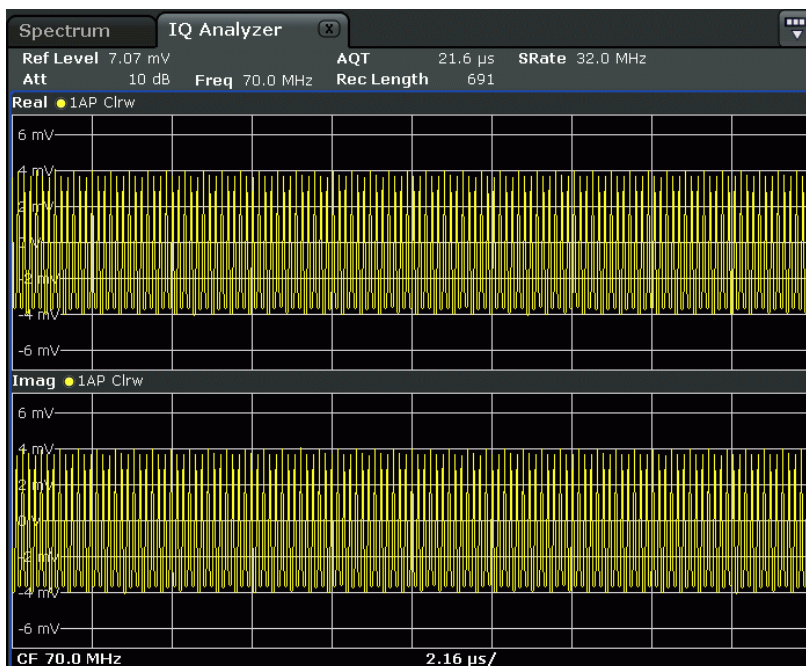 Spectrum IQ Analyzer X
Ref Level 7.07 mV AQT 21.6 µs SRate 32.0 MHz
Att 10 dB Freq 70.0 MHz Rec Length 691
Real 1AP Clrw
6 mV
4 mV
2 mV
0 V
-2 mV
-4 mV
-6 mV
Imag 1AP Clrw
6 mV
4 mV
2 mV
0 V
-2 mV
-4 mV
-6 mV
CF 70.0 MHz 2.16 µs/